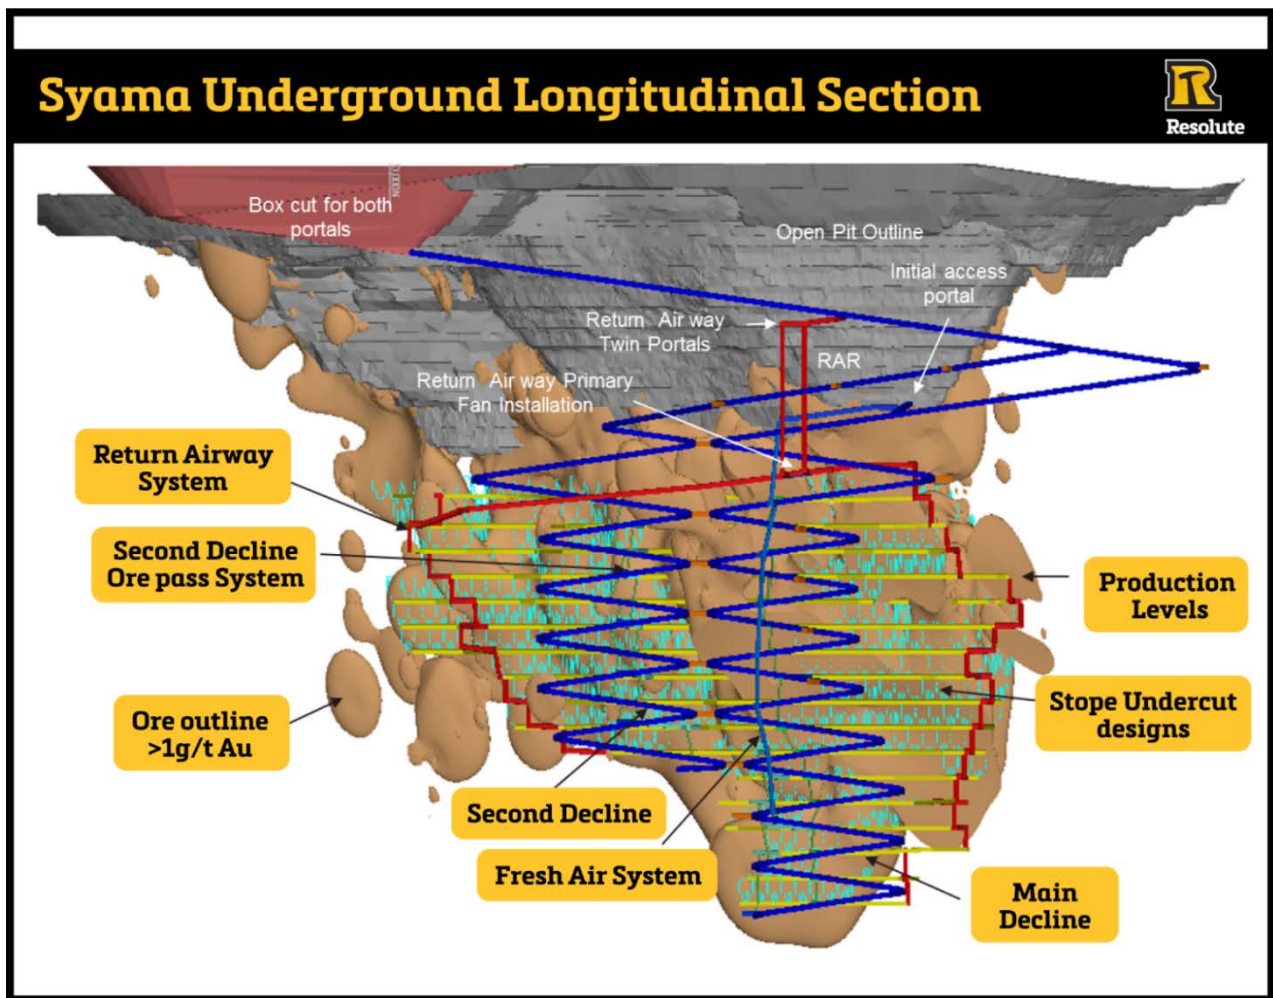 Syama Underground Longitudinal Section
Resolute
Box cut for both
portals
Open Pit Outline
Initial access
portal
Return Air way
Twin Portals
RAR
Return Air way Primary
Fan Installation
Return Airway
System
Second Decline
Ore pass System
Production
Levels
Ore outline
>1g/t Au
Stope Undercut
designs
Second Decline
Fresh Air System
Main
Decline